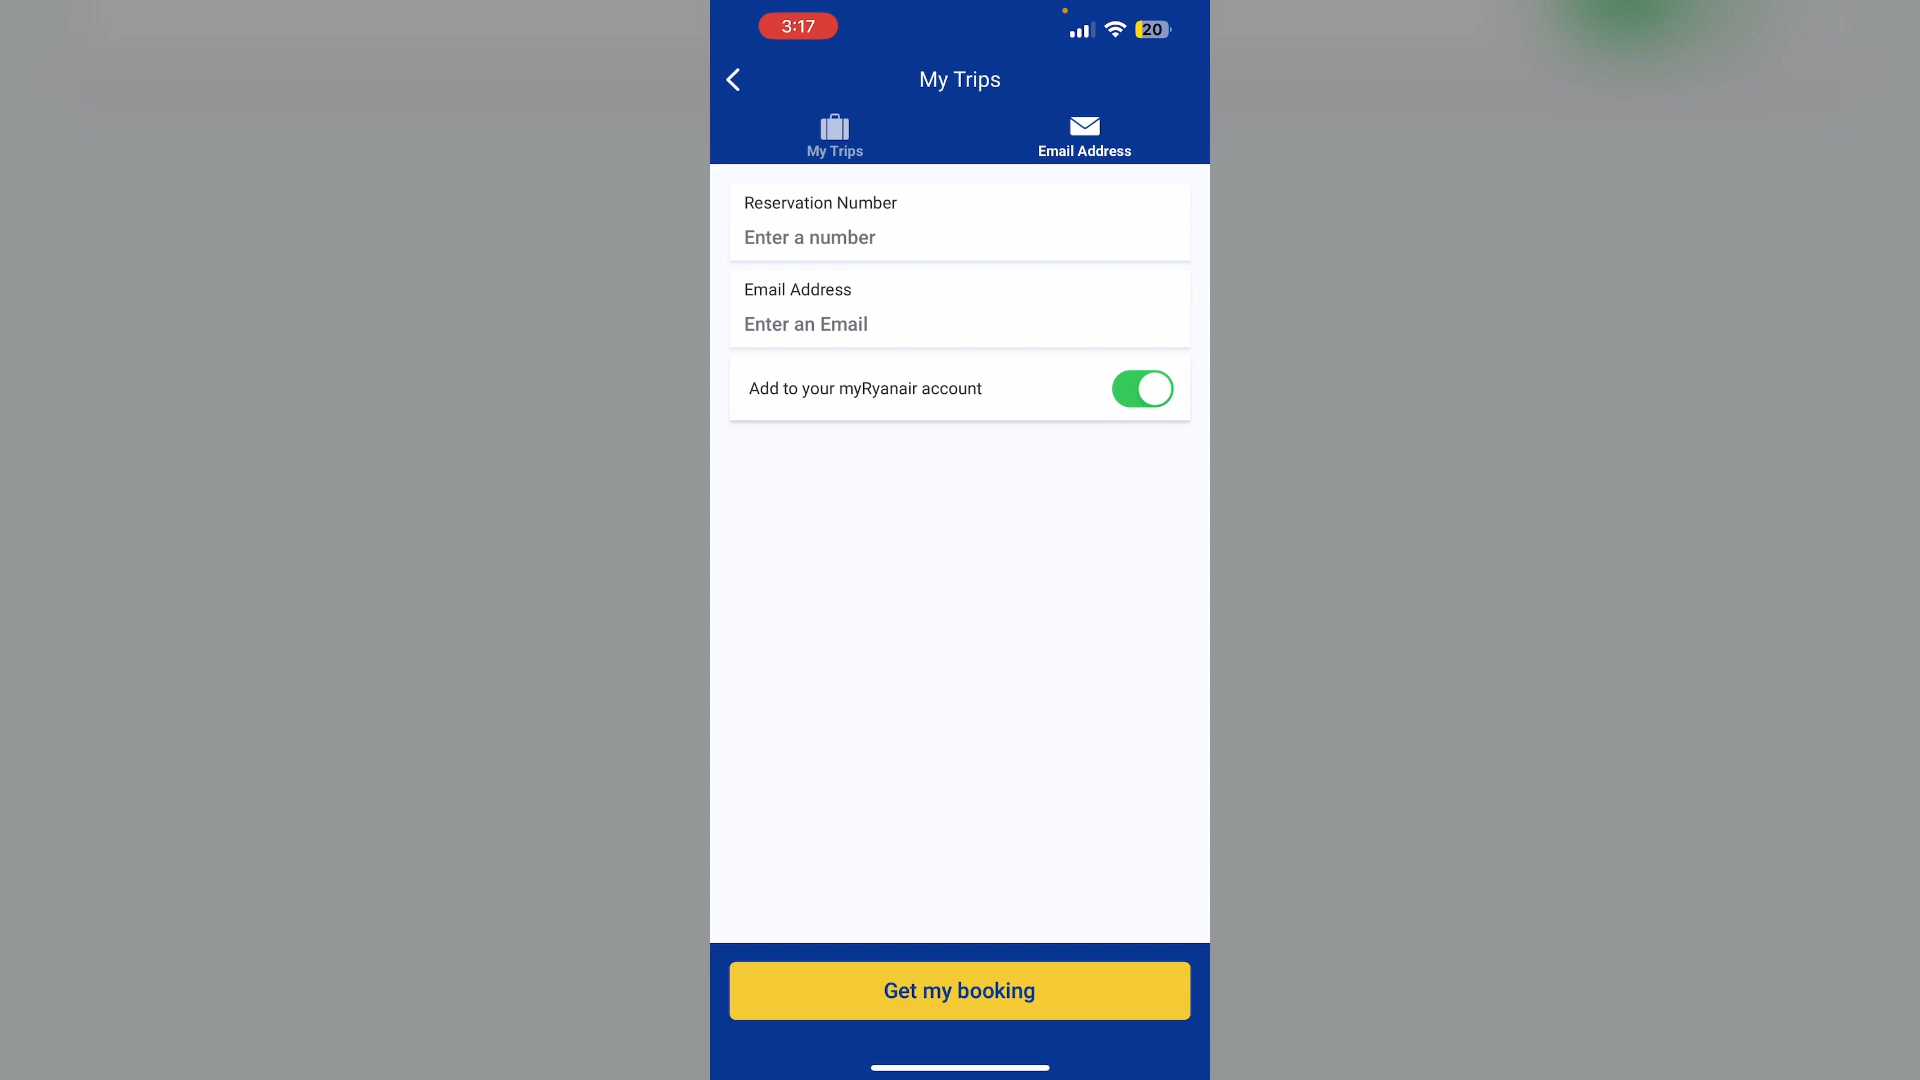 3:17
20
My Trips
My Trips
Email Address
Reservation Number
Enter a number
Email Address
Enter an Email
Add to your myRyanair account
Get my booking